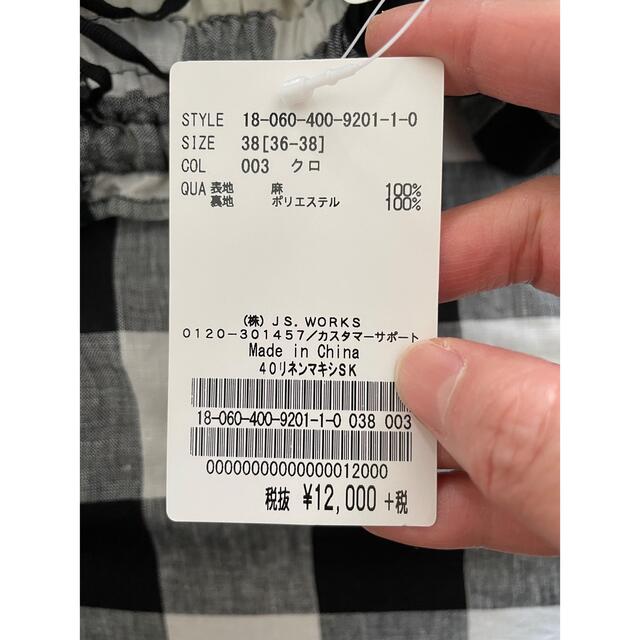 STYLE 18-060-400-9201-1-0
SIZE 38[36-38]
COL 003 クロ
QUA 表地 麻 100%
裏地 ポリエステル 100%
(株)JS.WORKS
0120-301457/カスタマーサポート
Made in China
40リネンマキシSK
18-060-400-9201-1-0 038 003
00000000000000012000
税抜 ¥12,000 +税